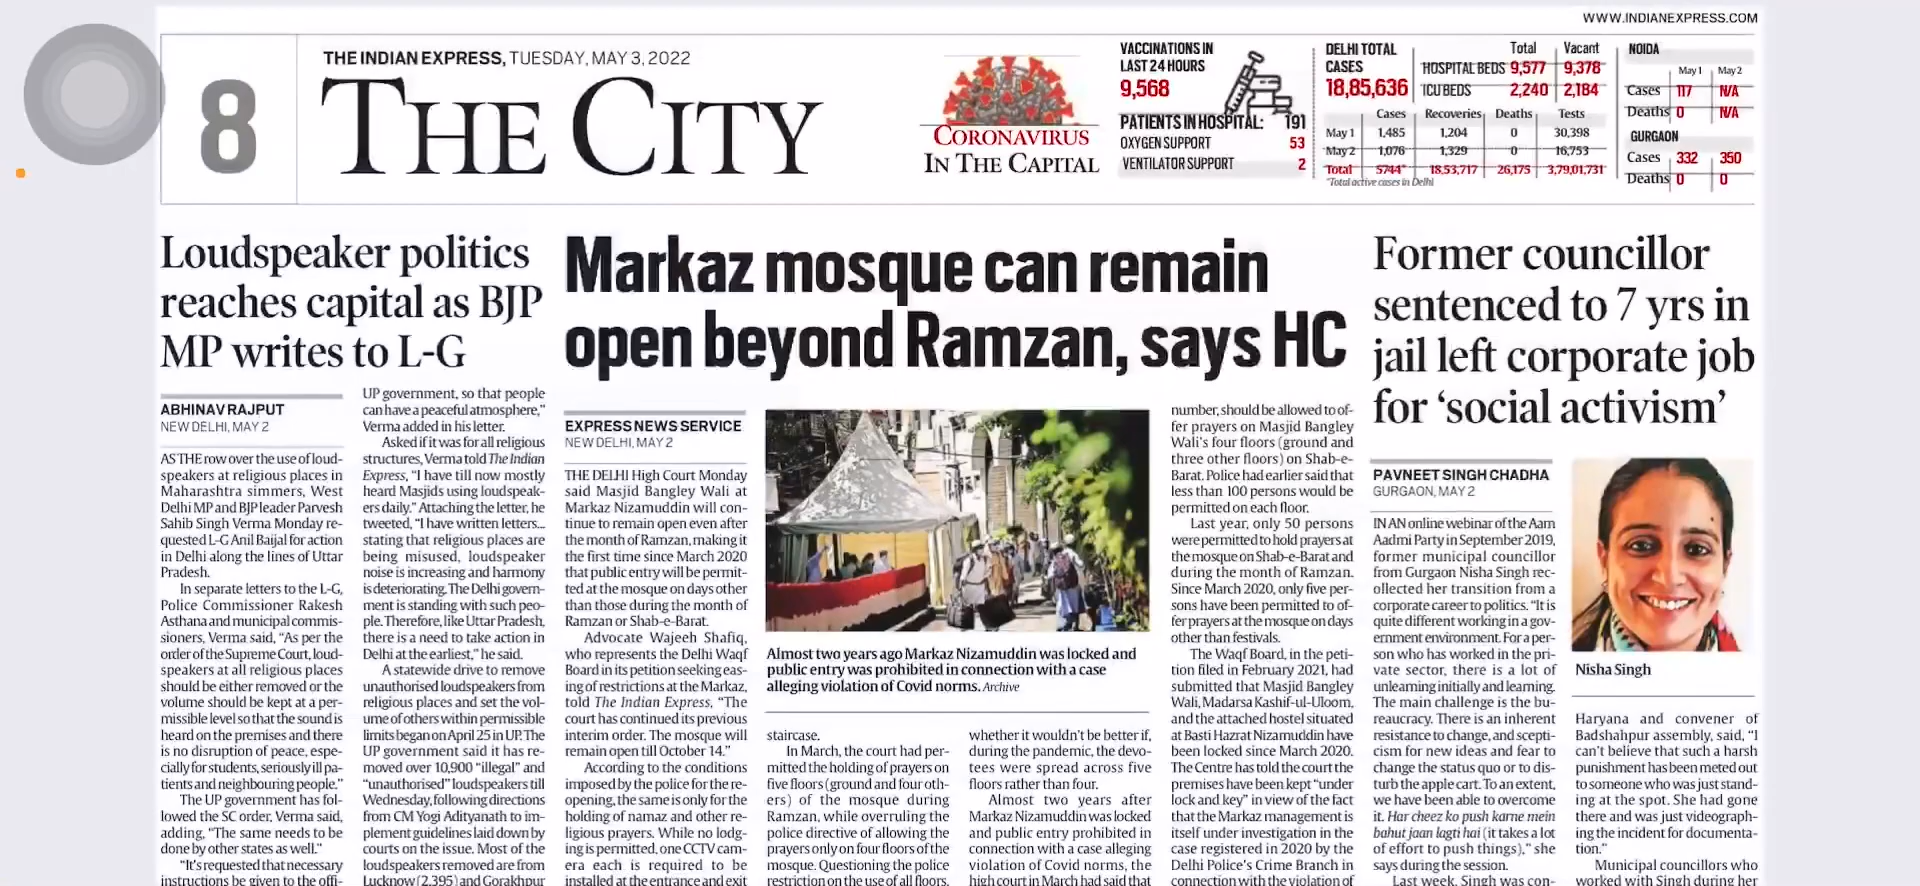 WWW.INDIANEXPRESS.COM
8
THE INDIAN EXPRESS, TUESDAY, MAY 3, 2022
THE CITY
CORONAVIRUS
IN THE CAPITAL
VACCINATIONS IN
LAST 24 HOURS
9,568
PATIENTS IN HOSPITAL: 191
OXYGEN SUPPORT 53
VENTILATOR SUPPORT 2
DELHI TOTAL
CASES
18,85,636
Total Vacant
HOSPITAL BEDS 9,577 9,378
ICU BEDS 2,240 2,184
Cases Recoveries Deaths Tests
May 1 1,485 1,204 0 30,398
May 2 1,076 1,329 0 16,753
Total 5744* 18,53,717 26,175 3,79,01,731
*Total active cases in Delhi
NOIDA
May 1 May 2
Cases 117 N/A
Deaths 0 N/A
GURGAON
Cases 332 350
Deaths 0 0
Loudspeaker politics
reaches capital as BJP
MP writes to L-G
ABHINAV RAJPUT
NEW DELHI, MAY 2
AS THE row over the use of loud-
speakers at religious places in
Maharashtra simmers, West
Delhi MP and BJP leader Parvesh
Sahib Singh Verma Monday re-
quested L-G Anil Baijal for action
in Delhi along the lines of Uttar
Pradesh.
In separate letters to the L-G,
Police Commissioner Rakesh
Asthana and municipal commis-
sioners, Verma said, “As per the
order of the Supreme Court, loud-
speakers at all religious places
should be either removed or the
volume should be kept at a per-
missible level so that the sound is
heard on the premises and there
is no disruption of peace, espe-
cially for students, seriously ill pa-
tients and neighbouring people.”
The UP government has fol-
lowed the SC order, Verma said,
adding, “The same needs to be
done by other states as well.”
“It's requested that necessary
instructions be given to the offi-
UP government, so that people
can have a peaceful atmosphere,”
Verma added in his letter.
Asked if it was for all religious
structures, Verma told The Indian
Express, “I have till now mostly
heard Masjids using loudspeak-
ers daily.” Attaching the letter, he
tweeted, “I have written letters...
stating that religious places are
being misused, loudspeaker
noise is increasing and harmony
is deteriorating. The Delhi govern-
ment is standing with such peo-
ple. Therefore, like Uttar Pradesh,
there is a need to take action in
Delhi at the earliest,” he said.
A statewide drive to remove
unauthorised loudspeakers from
religious places and set the vol-
ume of others within permissible
limits began on April 25 in UP. The
UP government said it has re-
moved over 10,900 “illegal” and
“unauthorised” loudspeakers till
Wednesday, following directions
from CM Yogi Adityanath to im-
plement guidelines laid down by
courts on the issue. Most of the
loudspeakers removed are from
Lucknow (2,395) and Gorakhpur
Markaz mosque can remain
open beyond Ramzan, says HC
EXPRESS NEWS SERVICE
NEW DELHI, MAY 2
THE DELHI High Court Monday
said Masjid Bangley Wali at
Markaz Nizamuddin will con-
tinue to remain open even after
the month of Ramzan, making it
the first time since March 2020
that public entry will be permit-
ted at the mosque on days other
than those during the month of
Ramzan or Shab-e-Barat.
Advocate Wajeeh Shafiq,
who represents the Delhi Waqf
Board in its petition seeking eas-
ing of restrictions at the Markaz,
told The Indian Express, “The
court has continued its previous
interim order. The mosque will
remain open till October 14.”
According to the conditions
imposed by the police for the re-
opening, the same is only for the
holding of namaz and other re-
ligious prayers. While no lodg-
ing is permitted, one CCTV cam-
era each is required to be
installed at the entrance and exit
Almost two years ago Markaz Nizamuddin was locked and
public entry was prohibited in connection with a case
alleging violation of Covid norms. Archive
staircase.
In March, the court had per-
mitted the holding of prayers on
five floors (ground and four oth-
ers) of the mosque during
Ramzan, while overruling the
police directive of allowing the
prayers only on four floors of the
mosque. Questioning the police
restriction on the use of all floors,
whether it wouldn't be better if,
during the pandemic, the devo-
tees were spread across five
floors rather than four.
Almost two years after
Markaz Nizamuddin was locked
and public entry prohibited in
connection with a case alleging
violation of Covid norms, the
high court in March had said that
number, should be allowed to of-
fer prayers on Masjid Bangley
Wali's four floors (ground and
three other floors) on Shab-e-
Barat. Police had earlier said that
less than 100 persons would be
permitted on each floor.
Last year, only 50 persons
were permitted to hold prayers at
the mosque on Shab-e-Barat and
during the month of Ramzan.
Since March 2020, only five per-
sons have been permitted to of-
fer prayers at the mosque on days
other than festivals.
The Waqf Board, in the peti-
tion filed in February 2021, had
submitted that Masjid Bangley
Wali, Madarsa Kashif-ul-Uloom,
and the attached hostel situated
at Basti Hazrat Nizamuddin have
been locked since March 2020.
The Centre has told the court the
premises have been kept “under
lock and key” in view of the fact
that the Markaz management is
itself under investigation in the
case registered in 2020 by the
Delhi Police's Crime Branch in
connection with the violation of
Former councillor
sentenced to 7 yrs in
jail left corporate job
for ‘social activism’
PAVNEET SINGH CHADHA
GURGAON, MAY 2
IN AN online webinar of the Aam
Aadmi Party in September 2019,
former municipal councillor
from Gurgaon Nisha Singh rec-
ollected her transition from a
corporate career to politics. “It is
quite different working in a gov-
ernment environment. For a per-
son who has worked in the pri-
vate sector, there is a lot of
unlearning initially and learning.
The main challenge is the bu-
reaucracy. There is an inherent
resistance to change, and scepti-
cism for new ideas and fear to
change the status quo or to dis-
turb the apple cart. To an extent,
we have been able to overcome
it. Har cheez ko push karne mein
bahut jaan lagti hai (it takes a lot
of effort to push things),” she
says during the session.
Last week, Singh was con-
Nisha Singh
Haryana and convener of
Badshahpur assembly, said, “I
can't believe that such a harsh
punishment has been meted out
to someone who was just stand-
ing at the spot. She had gone
there and was just videograph-
ing the incident for documenta-
tion.”
Municipal councillors who
worked with Singh during her